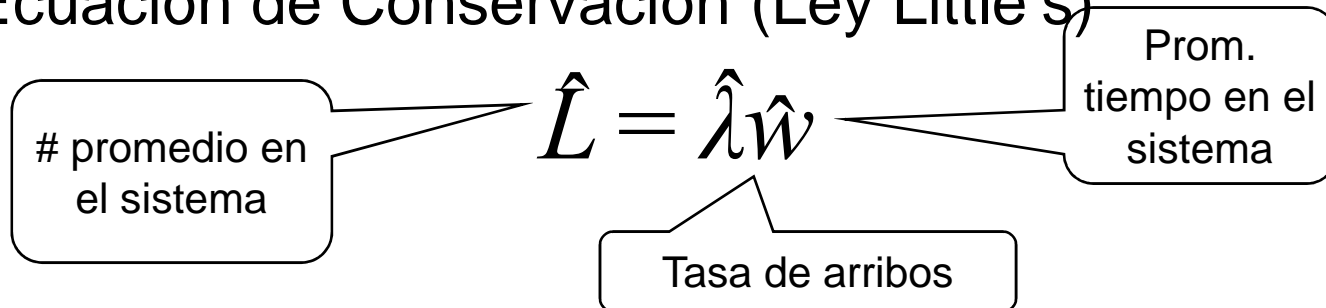 Ecuación de Conservación (Ley Little's)
# promedio en
el sistema
L̂ = λ̂ŵ
Prom.
tiempo en el
sistema
Tasa de arribos